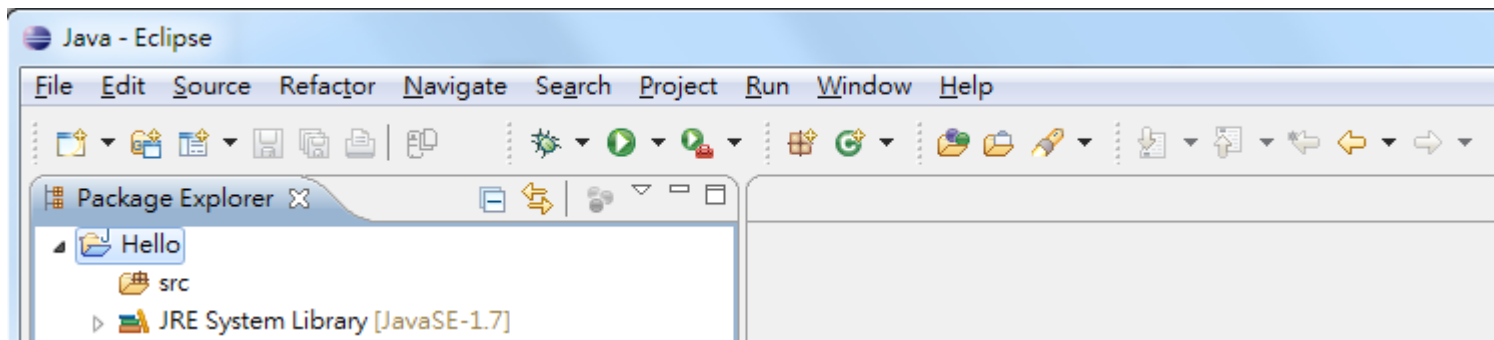 Java - Eclipse
File Edit Source Refactor Navigate Search Project Run Window Help
Package Explorer
Hello
src
JRE System Library [JavaSE-1.7]